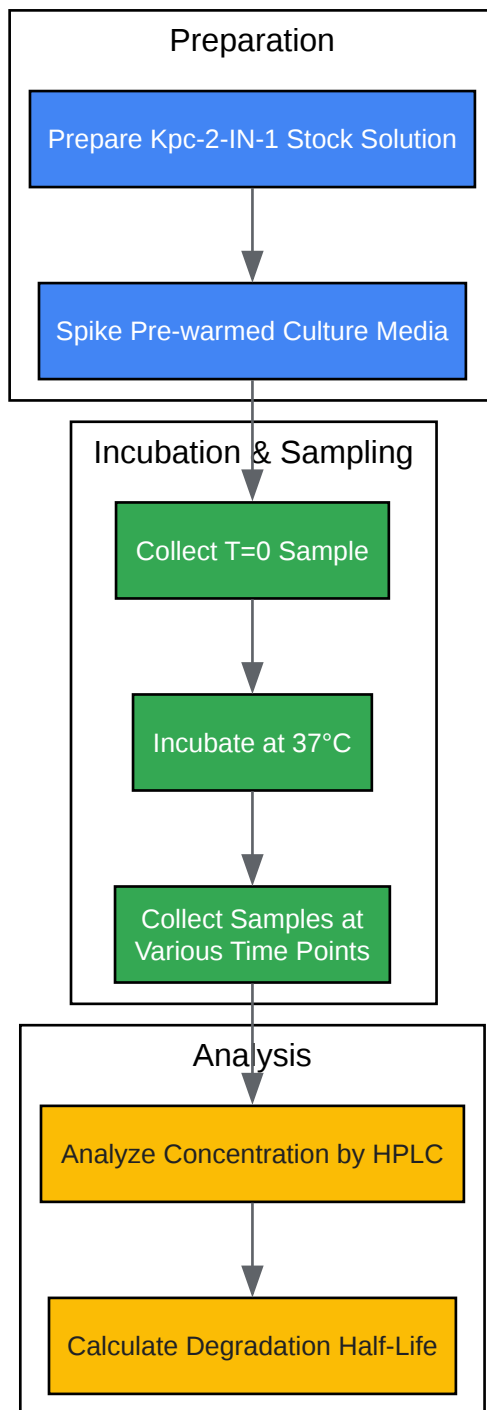 Preparation
Prepare Kpc-2-IN-1 Stock Solution
Spike Pre-warmed Culture Media
Incubation & Sampling
Collect T=0 Sample
Incubate at 37°C
Collect Samples at
Various Time Points
Analysis
Analyze Concentration by HPLC
Calculate Degradation Half-Life